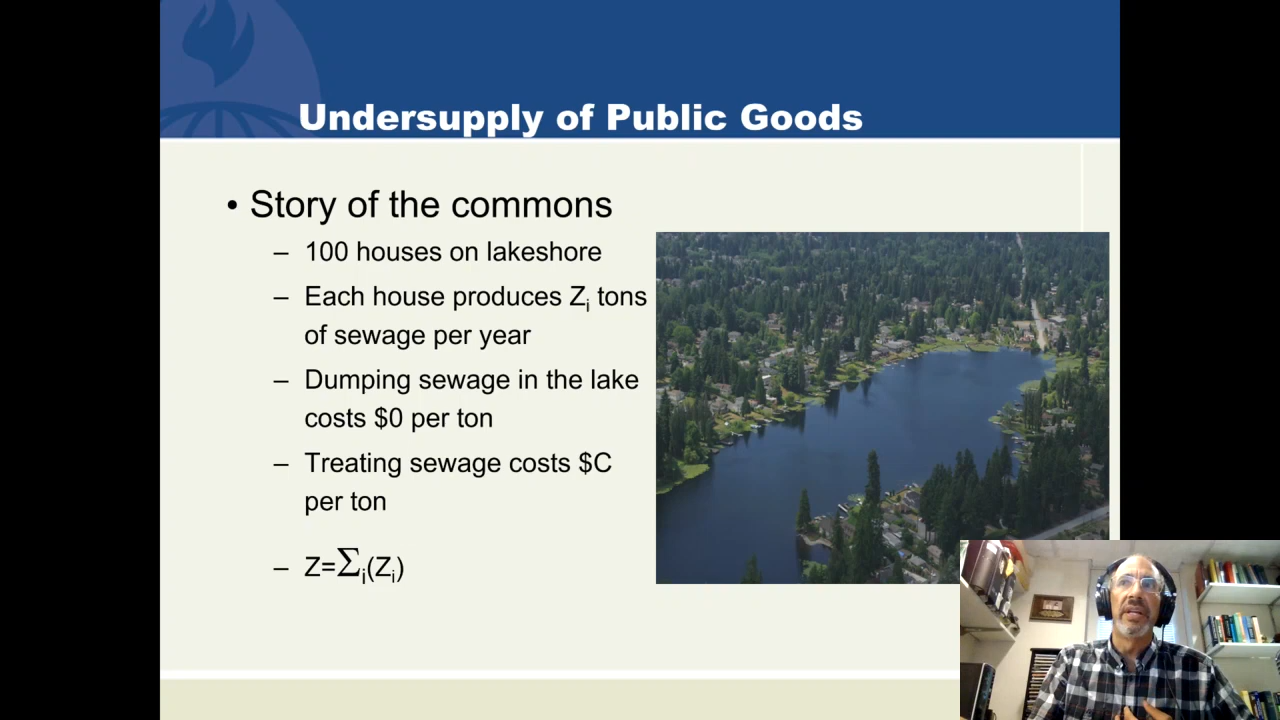 Undersupply of Public Goods
• Story of the commons
– 100 houses on lakeshore
– Each house produces Zi tons
of sewage per year
– Dumping sewage in the lake
costs $0 per ton
– Treating sewage costs $C
per ton
– Z=∑i(Zi)